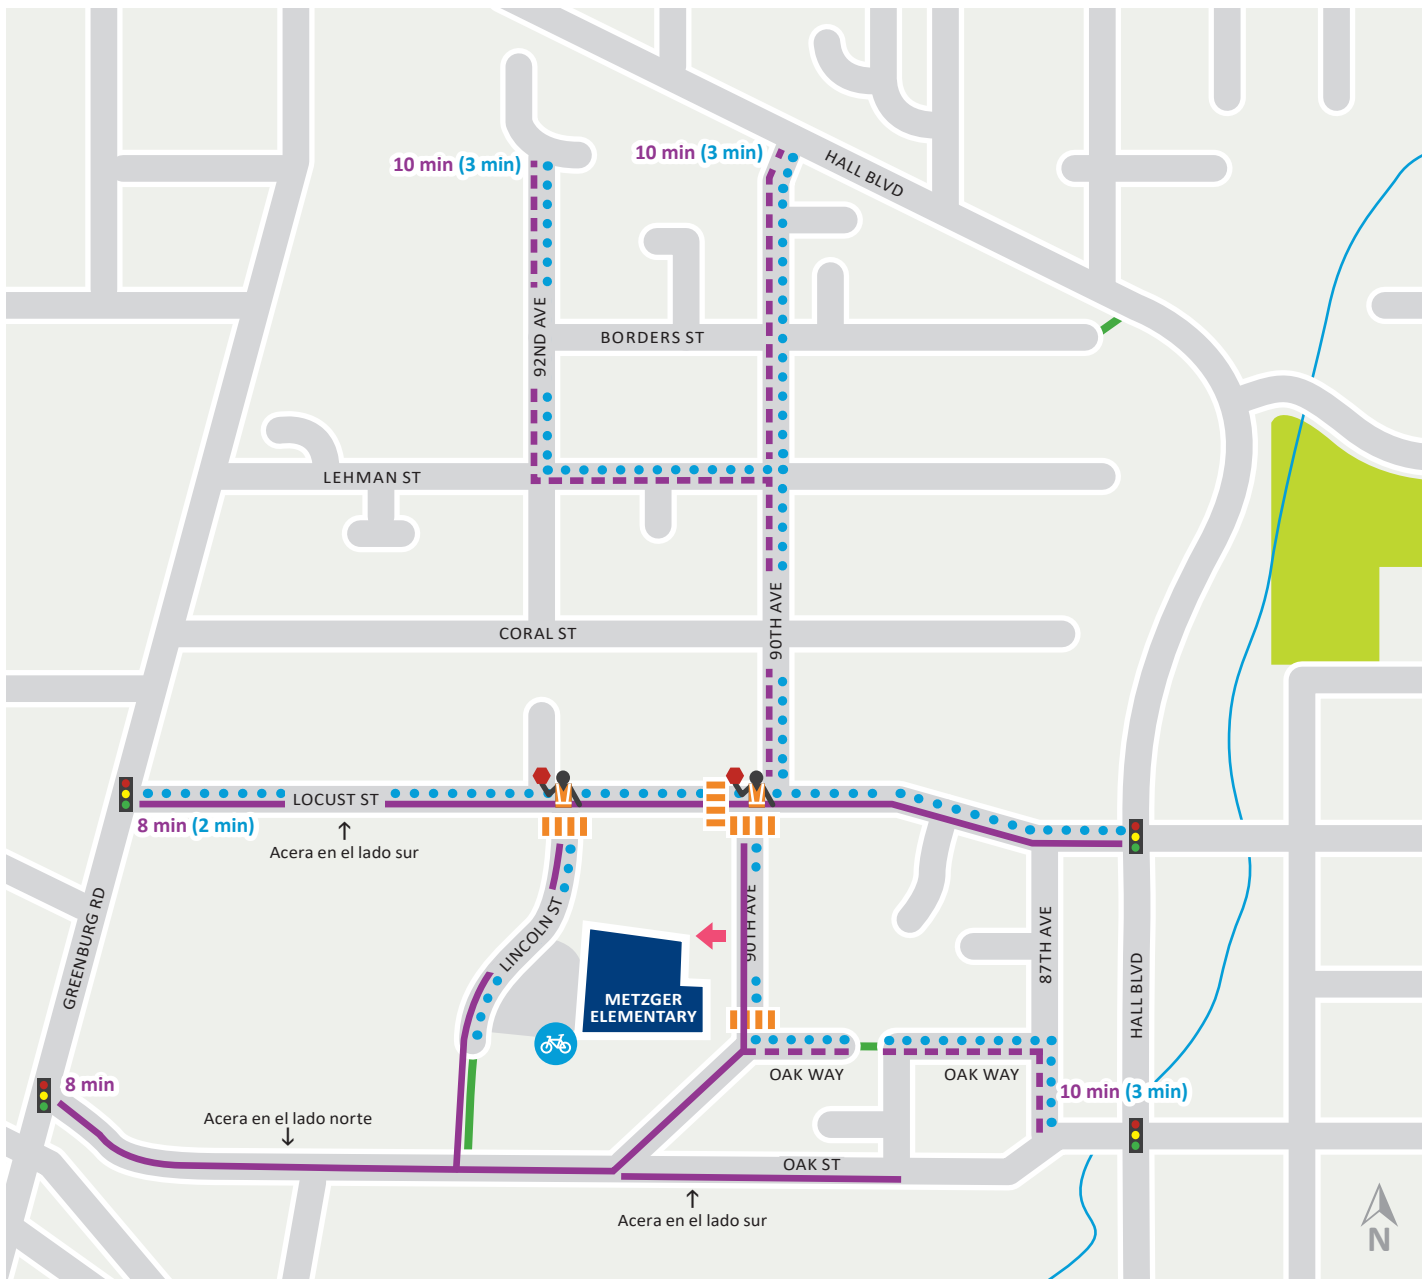 10 min (3 min)
10 min (3 min)
HALL BLVD
92ND AVE
BORDERS ST
LEHMAN ST
90TH AVE
CORAL ST
LOCUST ST
8 min (2 min)
Acera en el lado sur
GREENBURG RD
LINCOLN ST
90TH AVE
87TH AVE
HALL BLVD
METZGER
ELEMENTARY
OAK WAY
OAK WAY
8 min
10 min (3 min)
Acera en el lado norte
OAK ST
Acera en el lado sur
N